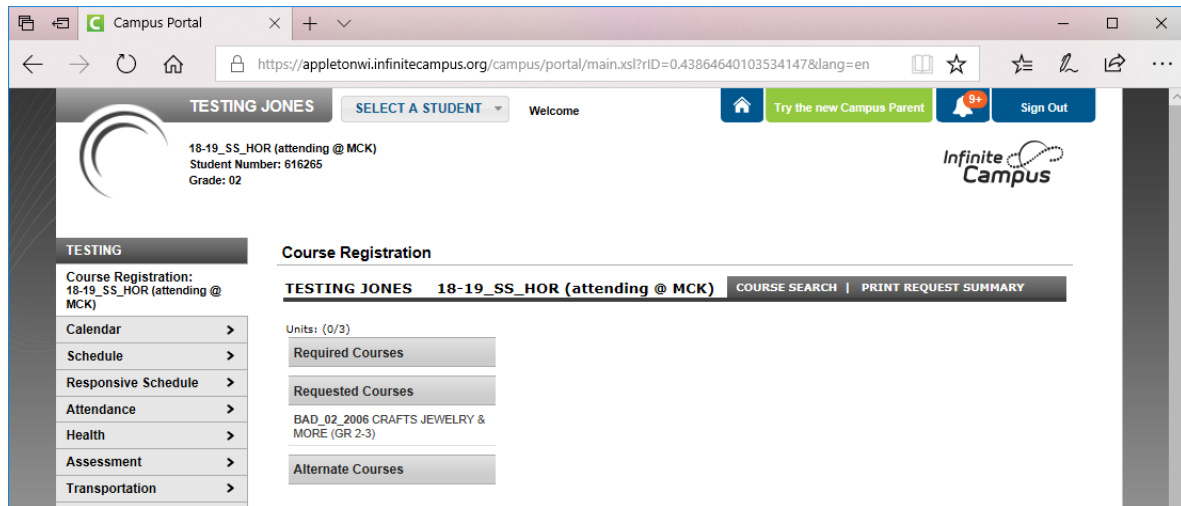 Campus Portal
https://appletonwi.infinitecampus.org/campus/portal/main.xsl?rID=0.43864640103534147&lang=en
TESTING JONES SELECT A STUDENT Welcome Try the new Campus Parent 9+ Sign Out
18-19_SS_HOR (attending @ MCK)
Student Number: 616265
Grade: 02
Infinite
Campus
TESTING
Course Registration:
18-19_SS_HOR (attending @
MCK)
Calendar
Schedule
Responsive Schedule
Attendance
Health
Assessment
Transportation
Course Registration
TESTING JONES 18-19_SS_HOR (attending @ MCK) COURSE SEARCH | PRINT REQUEST SUMMARY
Units: (0/3)
Required Courses
Requested Courses
BAD_02_2006 CRAFTS JEWELRY &
MORE (GR 2-3)
Alternate Courses